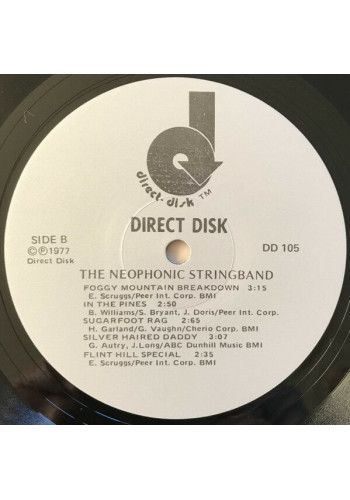 direct-disk TM
DIRECT DISK
SIDE B
©℗1977
Direct Disk
DD 105
THE NEOPHONIC STRINGBAND
FOGGY MOUNTAIN BREAKDOWN 3:15
E. Scruggs/Peer Int. Corp. BMI
IN THE PINES 2:50
B. Williams/S. Bryant, J. Doris/Peer Int. Corp. BMI
SUGARFOOT RAG 2:65
H. Garland/G. Vaughn/Cherio Corp. BMI
SILVER HAIRED DADDY 3:07
G. Autry, J.Long/ABC Dunhill Music BMI
FLINT HILL SPECIAL 2:35
E. Scruggs/Peer Int. Corp. BMI